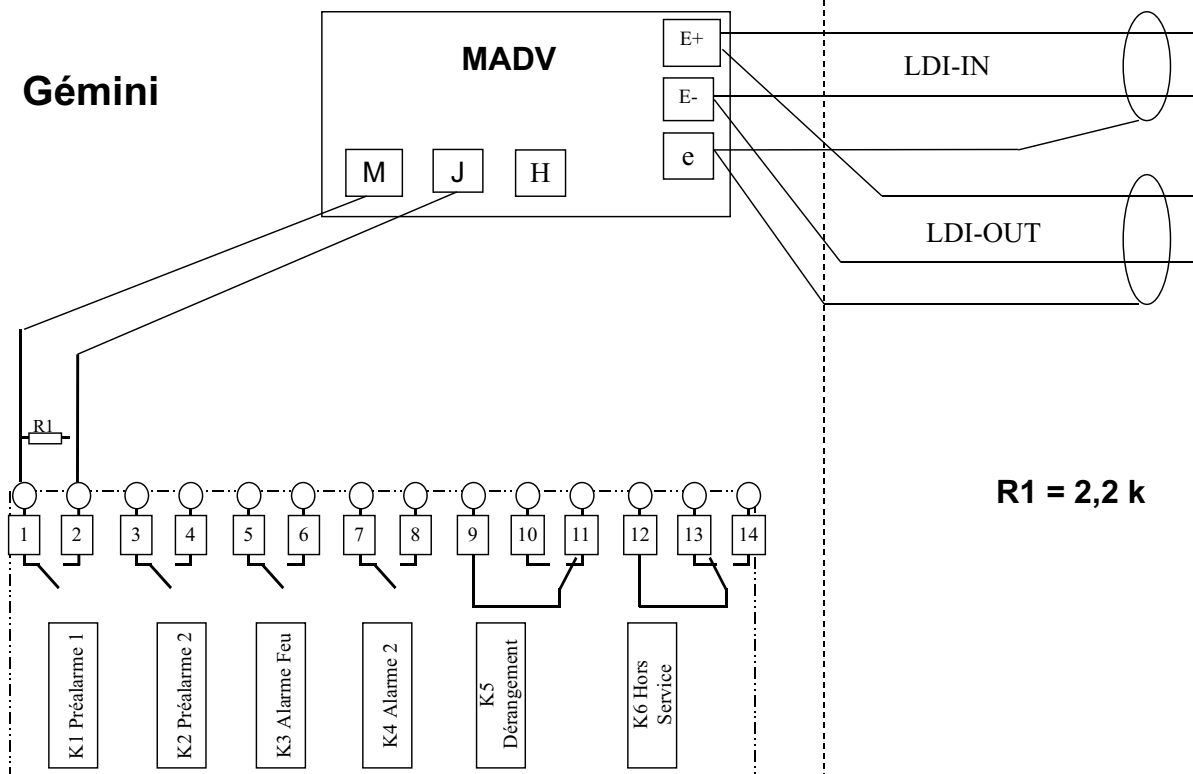 Gémini
MADV
E+
E-
e
M
J
H
LDI-IN
LDI-OUT
R1
R1 = 2,2 k
1 2 3 4 5 6 7 8 9 10 11 12 13 14
K1 Préalarme 1
K2 Préalarme 2
K3 Alarme Feu
K4 Alarme 2
K5
Dérangement
K6 Hors
Service